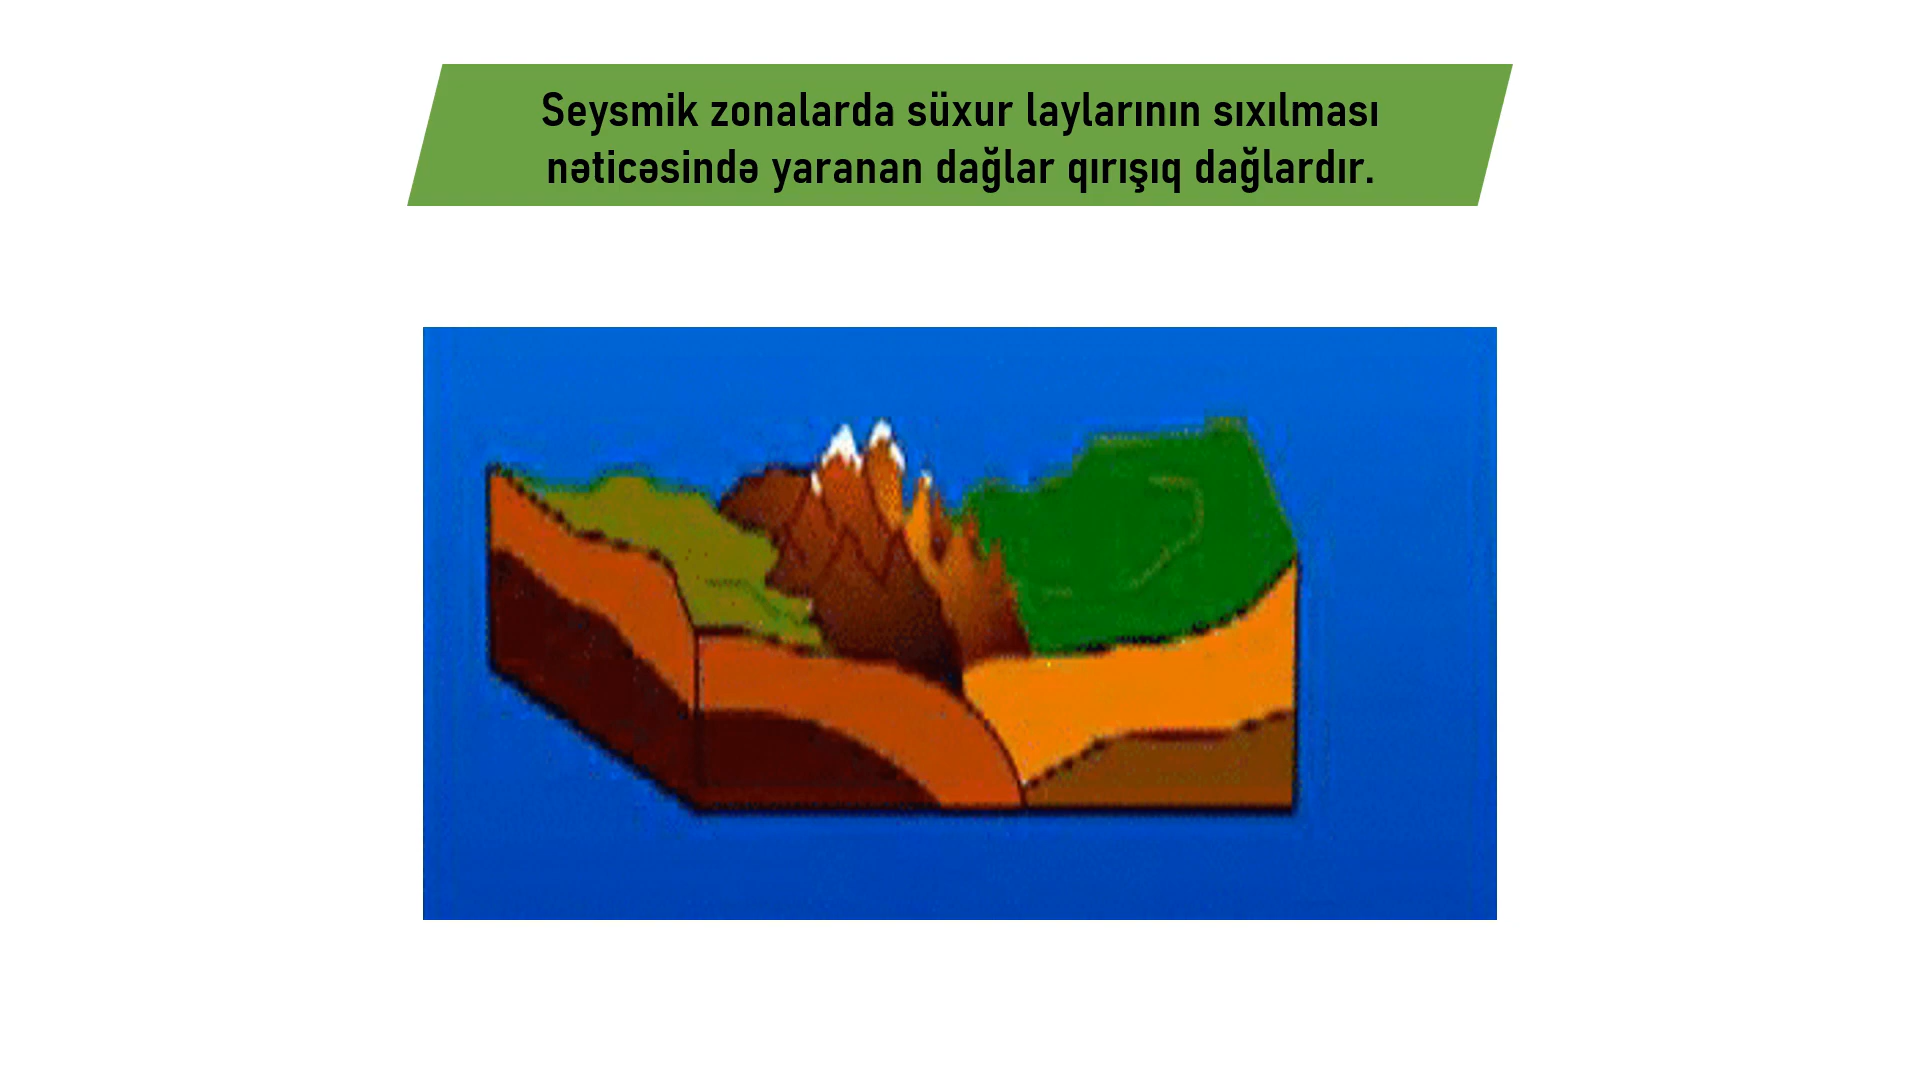 Seysmik zonalarda süxur laylarının sıxılması
nəticəsində yaranan dağlar qırışıq dağlardır.